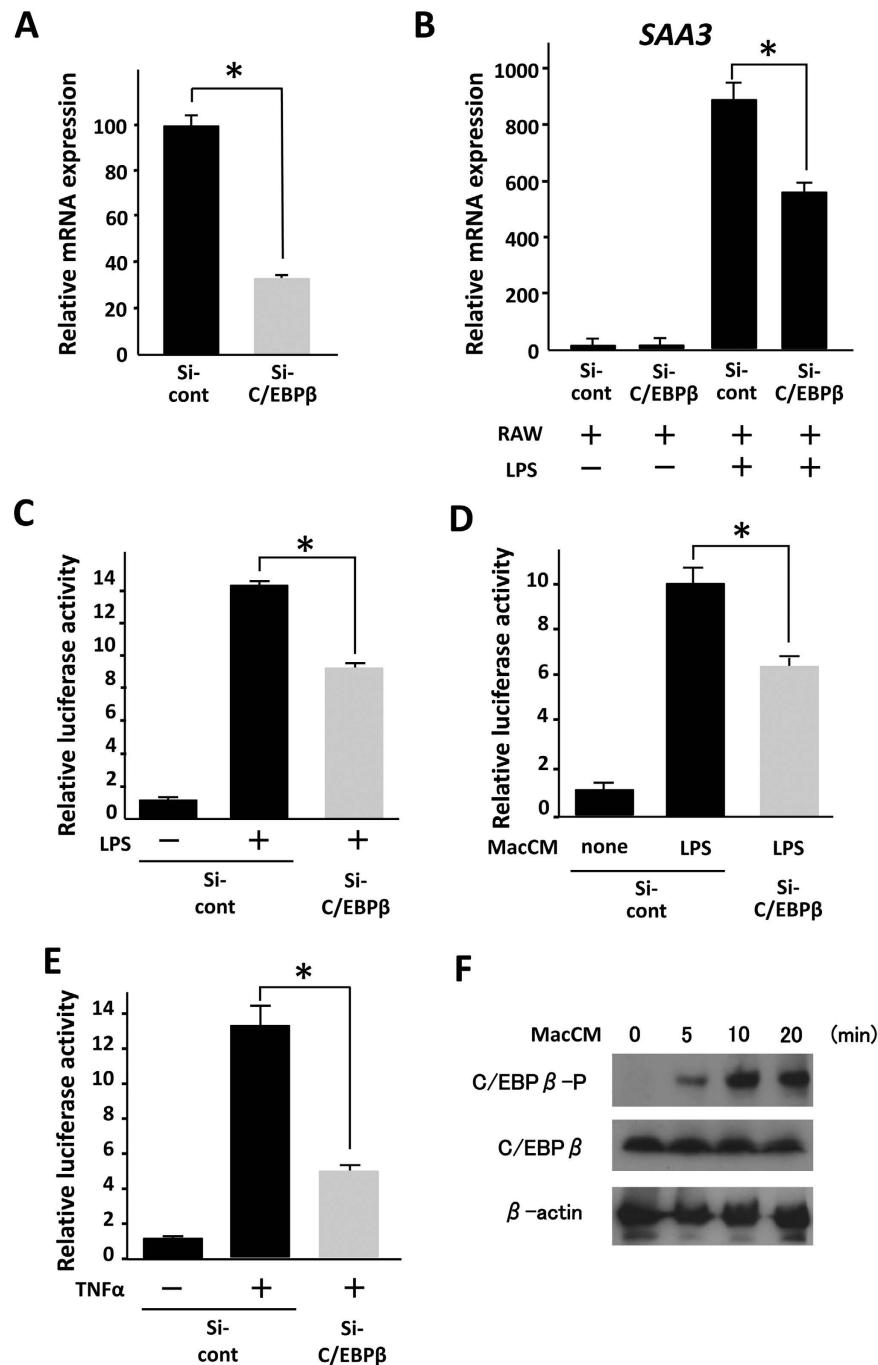 A
*
Relative mRNA expression
100
80
60
40
20
0
Si-
cont
Si-
C/EBPβ
B
SAA3
*
Relative mRNA expression
1000
800
600
400
200
0
Si-
cont
Si-
C/EBPβ
Si-
cont
Si-
C/EBPβ
RAW + + + +
LPS − − + +
C
*
Relative luciferase activity
14
12
10
8
6
4
2
0
LPS − + +
Si-
cont
Si-
C/EBPβ
D
*
Relative luciferase activity
10
8
6
4
2
0
MacCM none LPS LPS
Si-
cont
Si-
C/EBPβ
E
*
Relative luciferase activity
14
12
10
8
6
4
2
0
TNFα − + +
Si-
cont
Si-
C/EBPβ
F
MacCM 0 5 10 20 (min)
C/EBPβ-P
C/EBPβ
β-actin